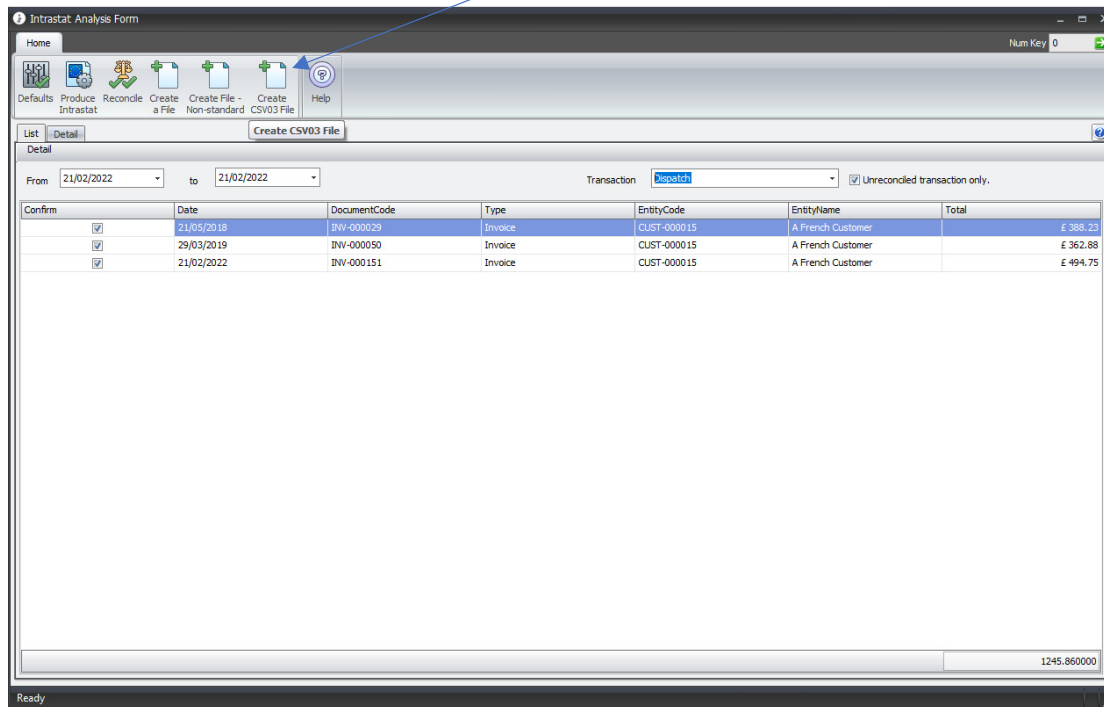 Intrastat Analysis Form
Home
Num Key 0
Defaults Produce Intrastat Reconcile Create a File Create File - Non-standard Create CSV03 File Help
Create CSV03 File
List Detail
Detail
From 21/02/2022 to 21/02/2022 Transaction Dispatch Unreconciled transaction only.
Confirm Date DocumentCode Type EntityCode EntityName Total
21/05/2018 INV-000029 Invoice CUST-000015 A French Customer £ 388.23
29/03/2019 INV-000050 Invoice CUST-000015 A French Customer £ 362.88
21/02/2022 INV-000151 Invoice CUST-000015 A French Customer £ 494.75
1245.860000
Ready